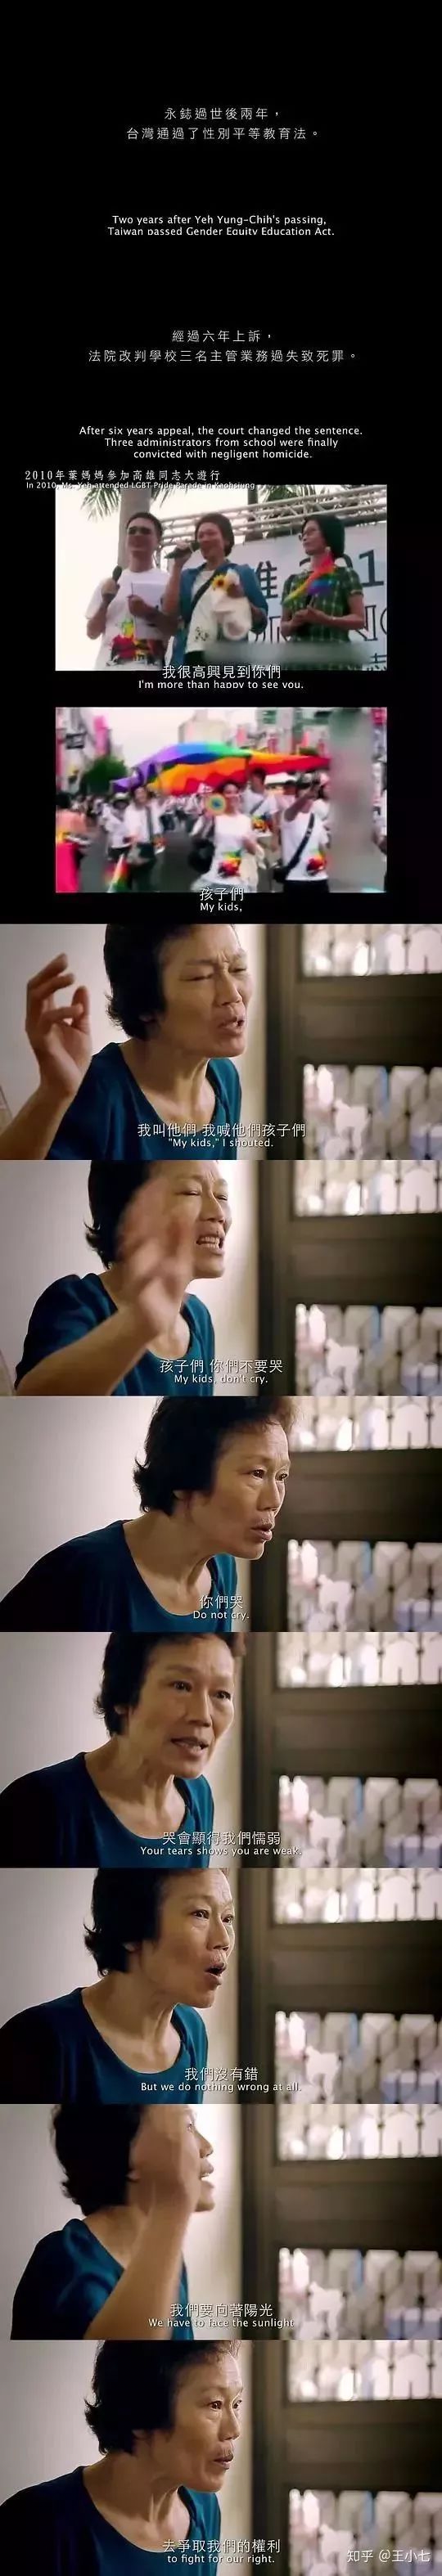 永誌過世後兩年，
台灣通過了性別平等教育法。
Two years after Yeh Yung-Chih's passing,
Taiwan passed Gender Equity Education Act.
經過六年上訴，
法院改判學校三名主管業務過失致死罪。
After six years appeal, the court changed the sentence.
Three administrators from school were finally
convicted with negligent homicide.
2010年葉媽媽參加高雄同志大遊行
In 2010, Ms. Yeh attended LGBT Pride Parade in Kaohsiung
我很高興見到你們
I'm more than happy to see you.
孩子們
My kids,
我叫他們 我喊他們孩子們
"My kids," I shouted.
孩子們 你們不要哭
My kids, don't cry.
你們哭
Do not cry.
哭會顯得我們懦弱
Your tears shows you are weak.
我們沒有錯
But we do nothing wrong at all.
我們要向著陽光
We have to face the sunlight
去爭取我們的權利
to fight for our right.
知乎 @王小七